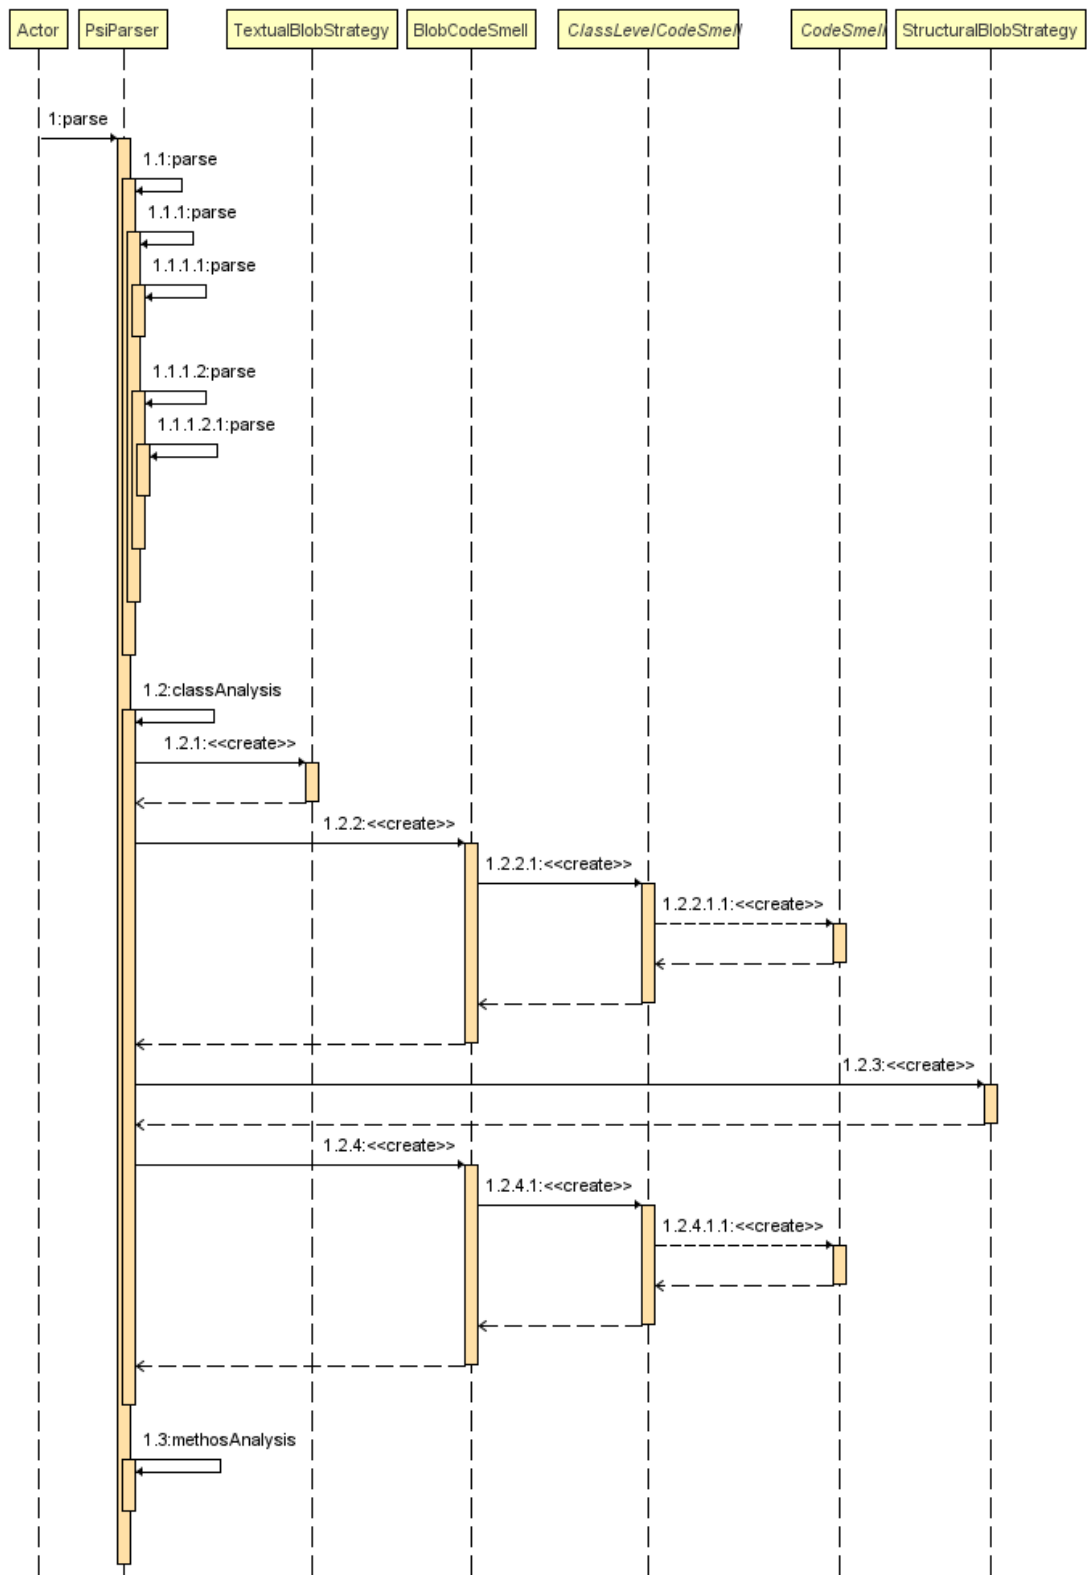 Actor PsiParser TextualBlobStrategy BlobCodeSmell ClassLevelCodeSmell CodeSmell StructuralBlobStrategy
1:parse
1.1:parse
1.1.1:parse
1.1.1.1:parse
1.1.1.2:parse
1.1.1.2.1:parse
1.2:classAnalysis
1.2.1:<<create>>
1.2.2:<<create>>
1.2.2.1:<<create>>
1.2.2.1.1:<<create>>
1.2.3:<<create>>
1.2.4:<<create>>
1.2.4.1:<<create>>
1.2.4.1.1:<<create>>
1.3:methosAnalysis